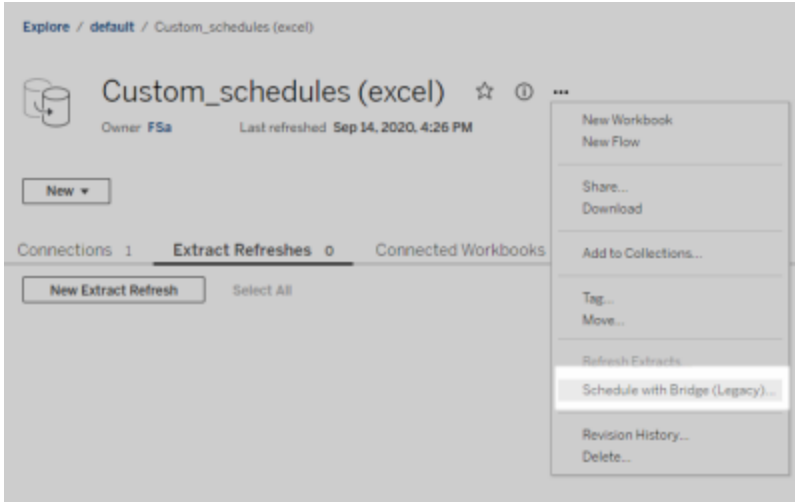 Explore / default / Custom_schedules (excel)
Custom_schedules (excel)
Owner FSa Last refreshed Sep 14, 2020, 4:26 PM
New
Connections 1 Extract Refreshes 0 Connected Workbooks
New Extract Refresh Select All
New Workbook
New Flow
Share...
Download
Add to Collections...
Tag...
Move...
Refresh Extracts...
Schedule with Bridge (Legacy)...
Revision History...
Delete...